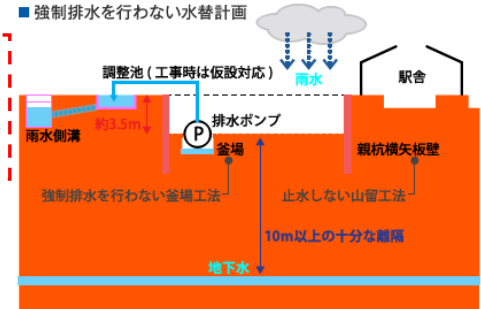 ■ 強制排水を行わない水替計画
調整池 ( 工事時は仮設対応 )
雨水
駅舎
約3.5m
排水ポンプ
P
雨水側溝
釜場
親杭横矢板壁
強制排水を行わない釜場工法
止水しない山留工法
10m以上の十分な離隔
地下水